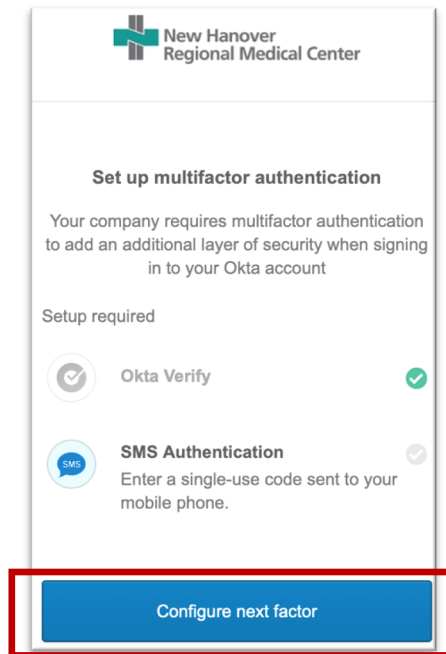 New Hanover
Regional Medical Center
Set up multifactor authentication
Your company requires multifactor authentication
to add an additional layer of security when signing
in to your Okta account
Setup required
Okta Verify
SMS
SMS Authentication
Enter a single-use code sent to your
mobile phone.
Configure next factor